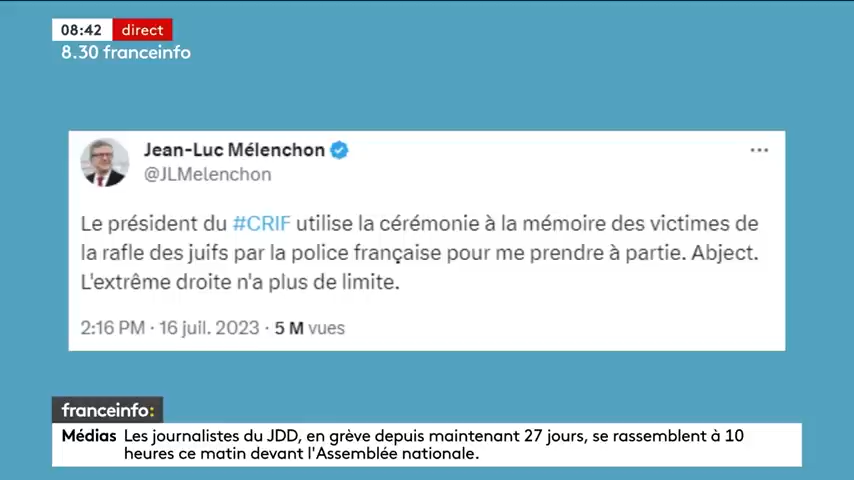 08:42 direct
8.30 franceinfo
Jean-Luc Mélenchon
@JLMelenchon
Le président du #CRIF utilise la cérémonie à la mémoire des victimes de
la rafle des juifs par la police française pour me prendre à partie. Abject.
L'extrême droite n'a plus de limite.
2:16 PM · 16 juil. 2023 · 5 M vues
franceinfo:
Médias Les journalistes du JDD, en grève depuis maintenant 27 jours, se rassemblent à 10
heures ce matin devant l'Assemblée nationale.